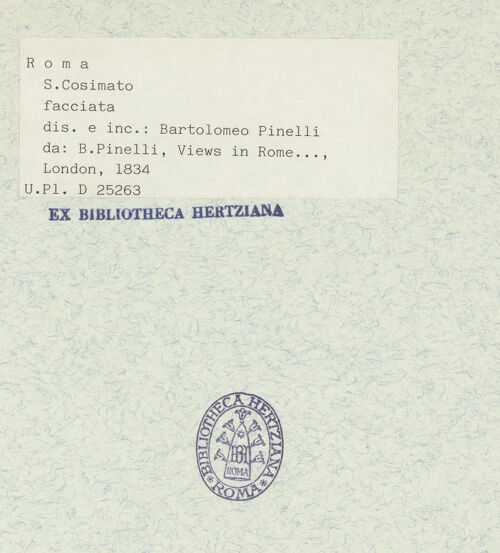 R o m a
S.Cosimato
facciata
dis. e inc.: Bartolomeo Pinelli
da: B.Pinelli, Views in Rome...,
London, 1834
U.Pl. D 25263
EX BIBLIOTHECA HERTZIANA
*BIBLIOTHECA HERTZIANA*
BH
ROMA
ROMA